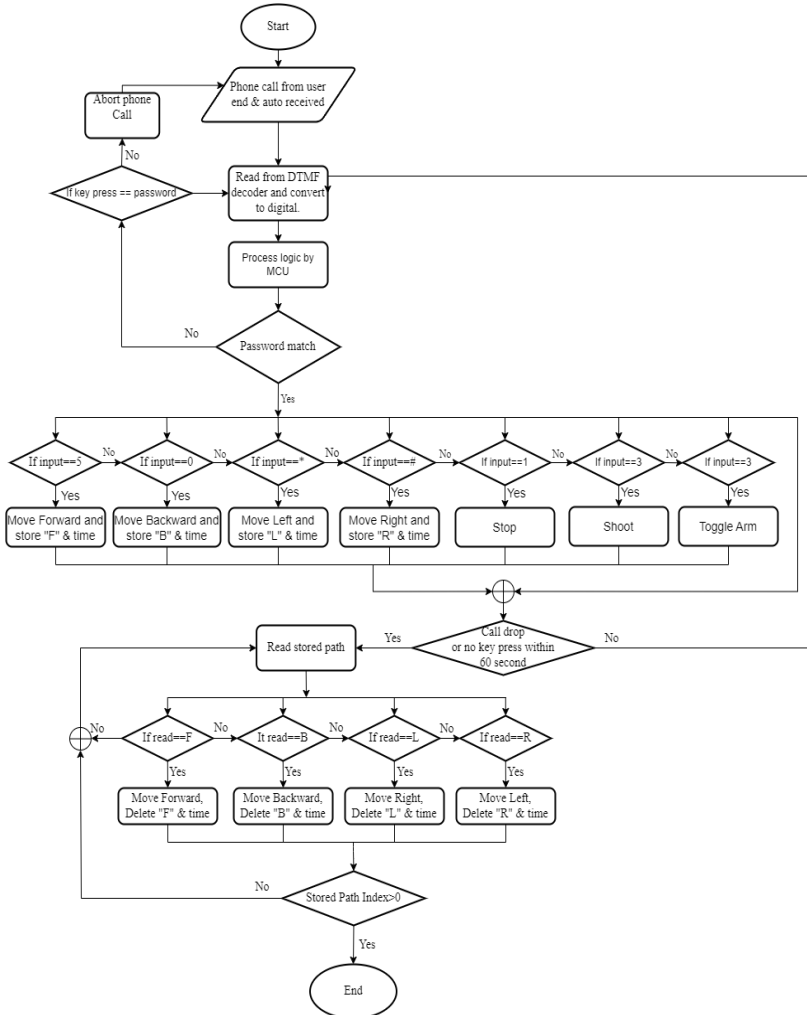 Start
Phone call from user
end & auto received
Abort phone
Call
No
If key press == password
Read from DTMF
decoder and convert
to digital.
Process logic by
MCU
No
Password match
Yes
If input==5
No
If input==0
No
If input==*
No
If input==#
No
If input==1
No
If input==3
No
If input==3
Yes
Yes
Yes
Yes
Yes
Yes
Yes
Move Forward and
store "F" & time
Move Backward and
store "B" & time
Move Left and
store "L" & time
Move Right and
store "R" & time
Stop
Shoot
Toggle Arm
Call drop
or no key press within
60 second
Yes
No
Read stored path
No
If read==F
No
It read==B
No
If read==L
No
If read==R
Yes
Yes
Yes
Yes
Move Forward,
Delete "F" & time
Move Backward,
Delete "B" & time
Move Right,
Delete "L" & time
Move Left,
Delete "R" & time
No
Stored Path Index>0
Yes
End